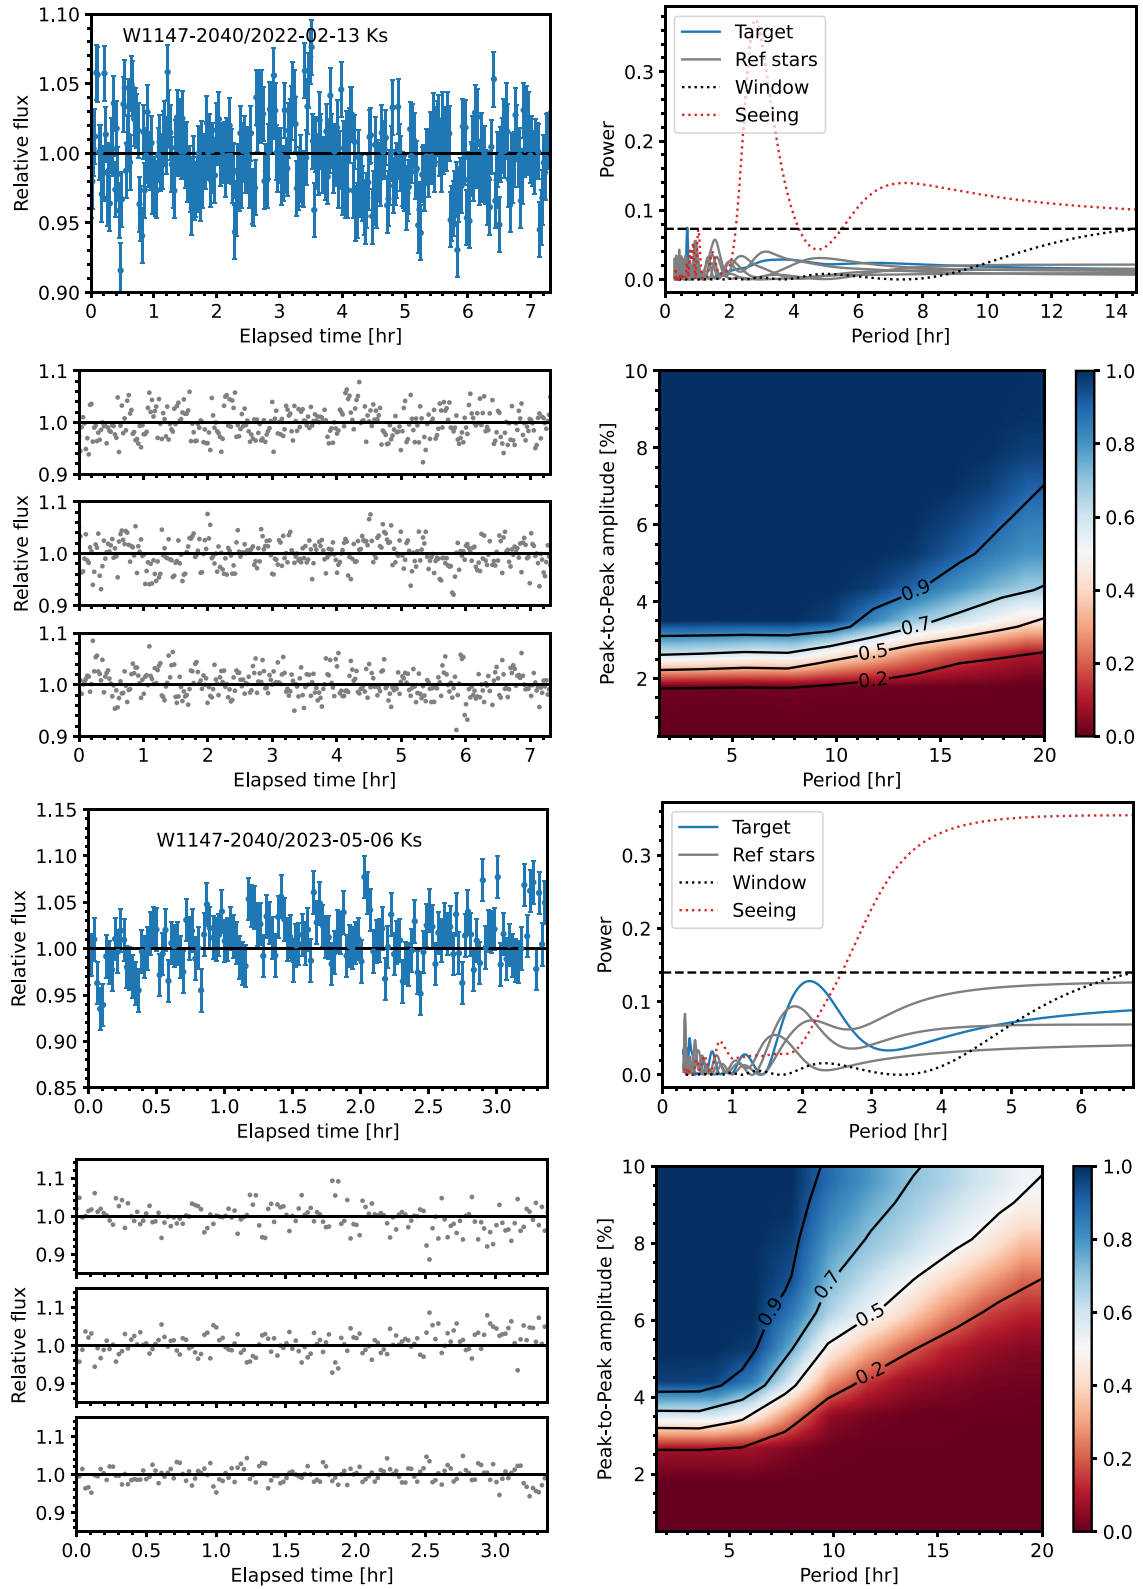 W1147-2040/2022-02-13 Ks
Relative flux
1.10
1.05
1.00
0.95
0.90
0 1 2 3 4 5 6 7
Elapsed time [hr]
Target
Ref stars
Window
Seeing
Power
0.4
0.3
0.2
0.1
0.0
0 2 4 6 8 10 12 14
Period [hr]
1.1
1.0
0.9
1.1
1.0
0.9
1.1
1.0
0.9
Relative flux
0 1 2 3 4 5 6 7
Elapsed time [hr]
Peak-to-Peak amplitude [%]
10
8
6
4
2
0.9
0.7
0.5
0.2
5 10 15 20
Period [hr]
1.0
0.8
0.6
0.4
0.2
0.0
W1147-2040/2023-05-06 Ks
Relative flux
1.15
1.10
1.05
1.00
0.95
0.90
0.85
0.0 0.5 1.0 1.5 2.0 2.5 3.0
Elapsed time [hr]
Target
Ref stars
Window
Seeing
Power
0.3
0.2
0.1
0.0
0 1 2 3 4 5 6
Period [hr]
1.1
1.0
0.9
1.1
1.0
0.9
1.1
1.0
0.9
Relative flux
0.0 0.5 1.0 1.5 2.0 2.5 3.0
Elapsed time [hr]
Peak-to-Peak amplitude [%]
10
8
6
4
2
0.9
0.7
0.5
0.2
5 10 15 20
Period [hr]
1.0
0.8
0.6
0.4
0.2
0.0